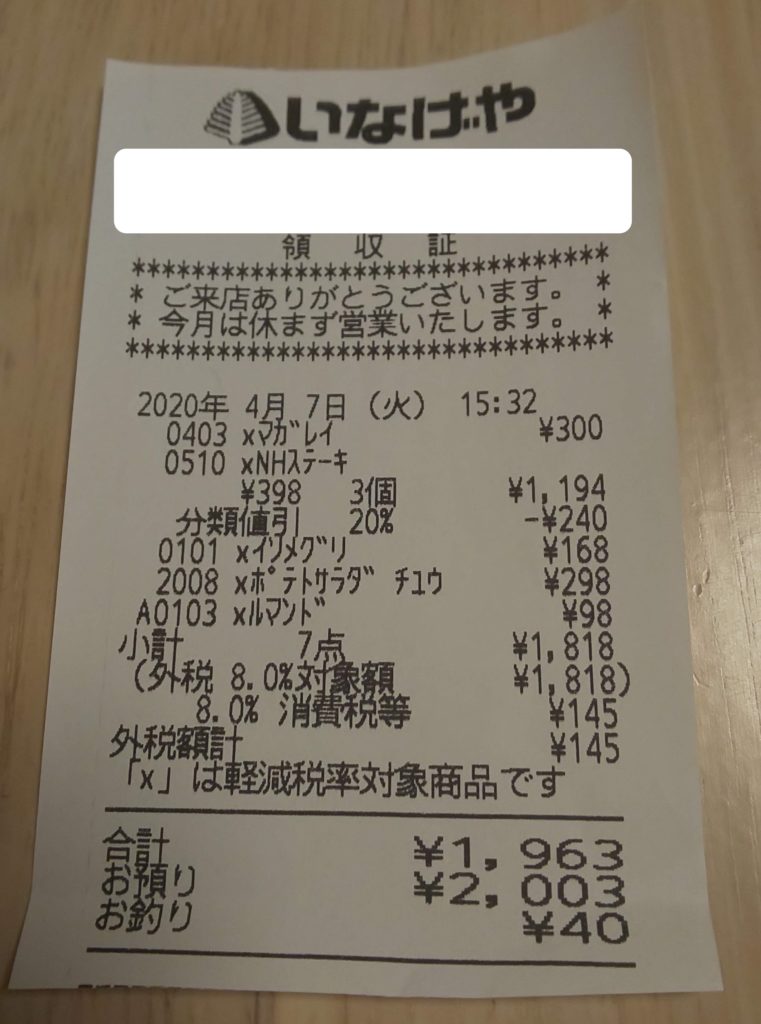 いなげや
領 収 証
*********************************
* ご来店ありがとうございます。 *
* 今月は休まず営業いたします。 *
*********************************
2020年 4月 7日 (火) 15:32
0403 xマガレイ ¥300
0510 xNHステーキ
¥398 3個 ¥1,194
分類値引 20% -¥240
0101 xイソメグリ ¥168
2008 xポテトサラダ チュウ ¥298
A0103 xルマンド ¥98
小計 7点 ¥1,818
(外税 8.0%対象額 ¥1,818)
8.0% 消費税等 ¥145
外税額計 ¥145
「x」は軽減税率対象商品です
合計 ¥1,963
お預り ¥2,003
お釣り ¥40